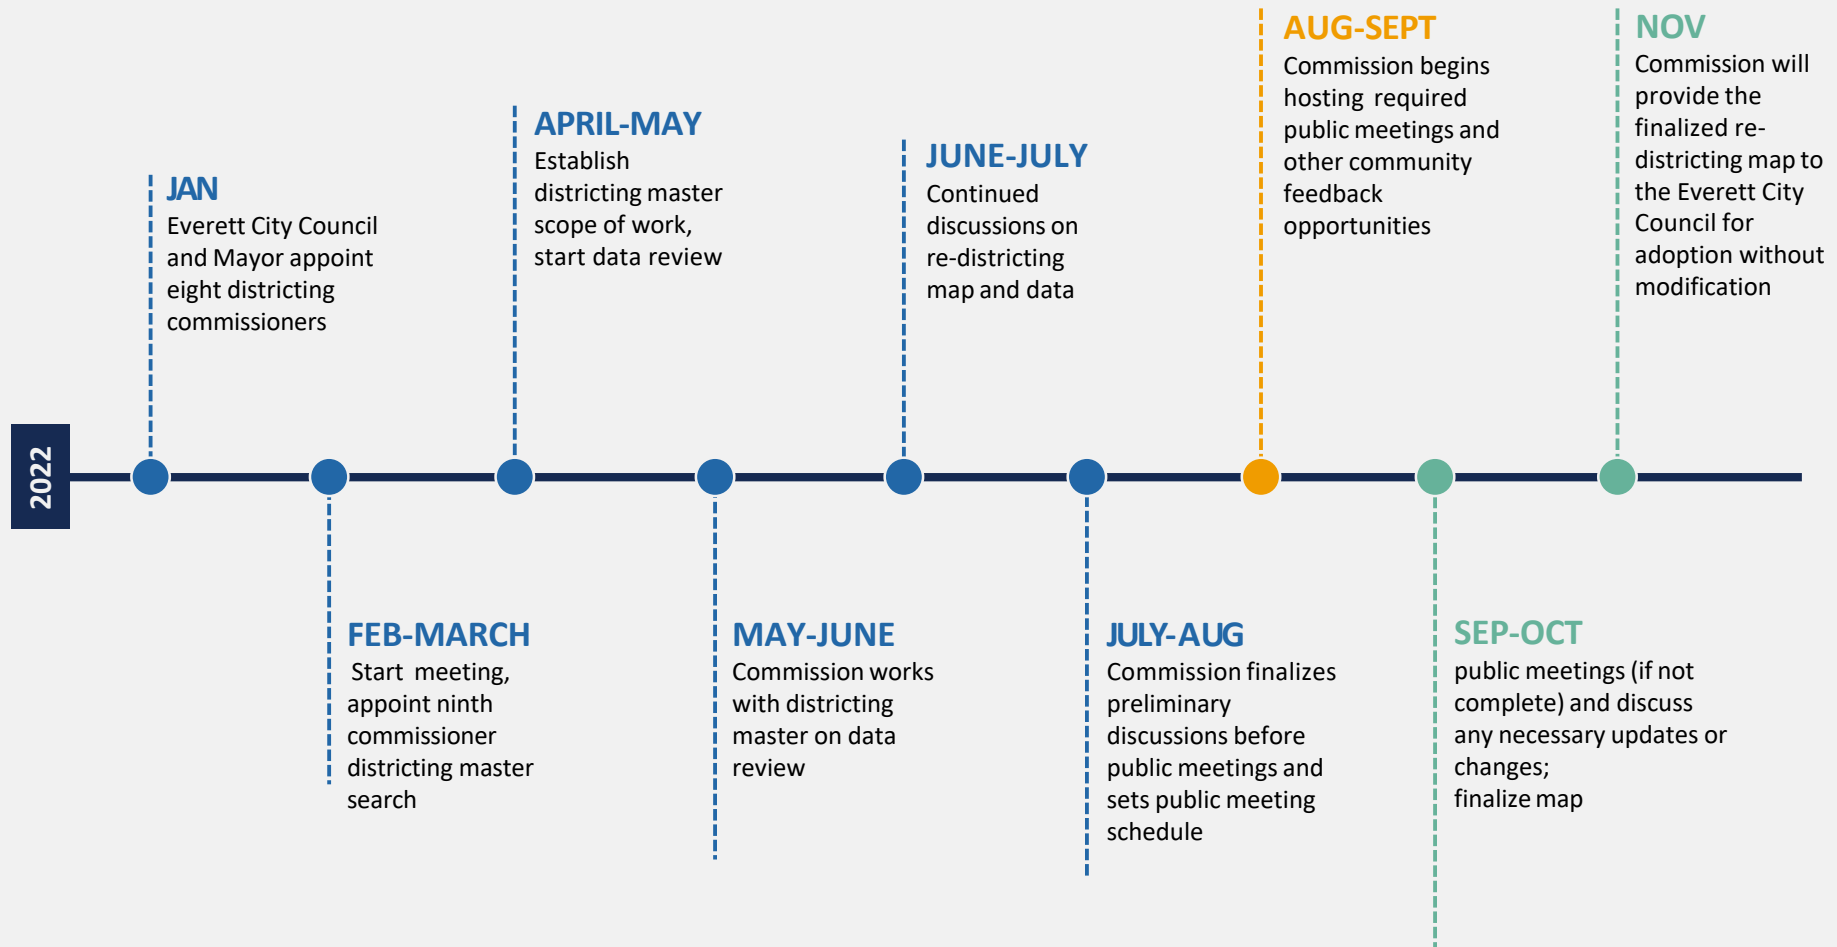 2022
JAN
Everett City Council
and Mayor appoint
eight districting
commissioners
FEB-MARCH
Start meeting,
appoint ninth
commissioner
districting master
search
APRIL-MAY
Establish
districting master
scope of work,
start data review
MAY-JUNE
Commission works
with districting
master on data
review
JUNE-JULY
Continued
discussions on
re-districting
map and data
JULY-AUG
Commission finalizes
preliminary
discussions before
public meetings and
sets public meeting
schedule
AUG-SEPT
Commission begins
hosting required
public meetings and
other community
feedback
opportunities
SEP-OCT
public meetings (if not
complete) and discuss
any necessary updates or
changes;
finalize map
NOV
Commission will
provide the
finalized re-
districting map to
the Everett City
Council for
adoption without
modification